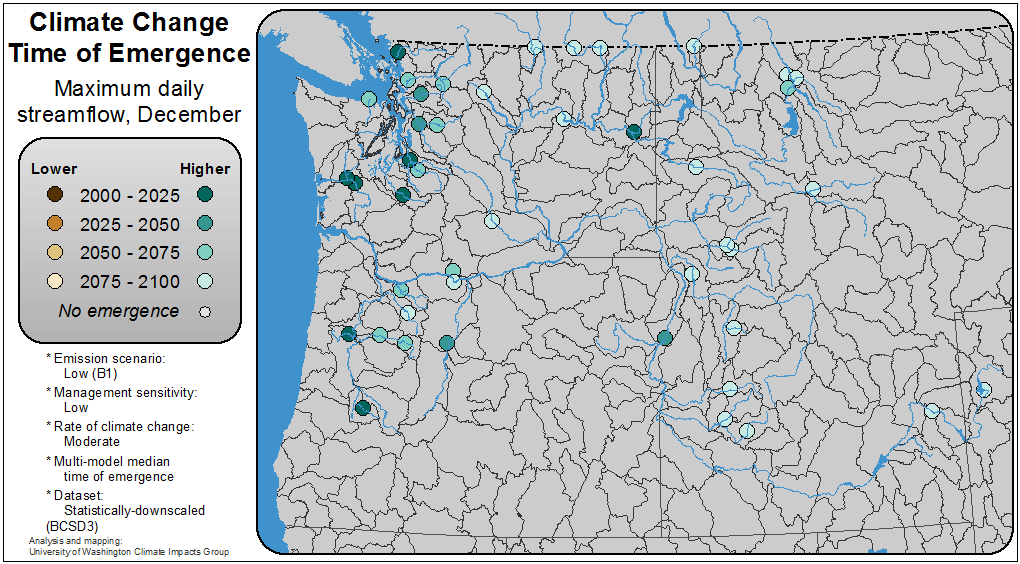 Climate Change
Time of Emergence
Maximum daily
streamflow, December
Lower Higher
2000 - 2025
2025 - 2050
2050 - 2075
2075 - 2100
No emergence
* Emission scenario:
Low (B1)
* Management sensitivity:
Low
* Rate of climate change:
Moderate
* Multi-model median
time of emergence
* Dataset:
Statistically-downscaled
(BCSD3)
Analysis and mapping:
University of Washington Climate Impacts Group